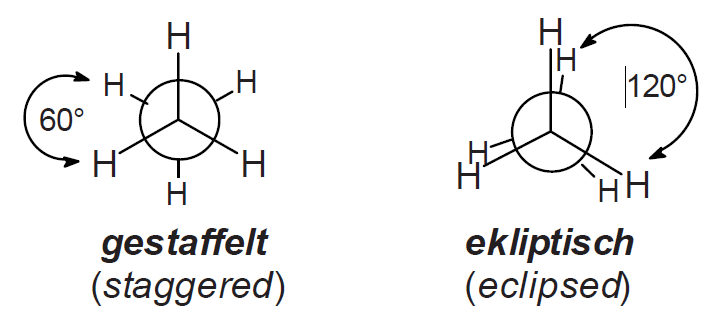 H
H
H
60°
H
H
H
gestaffelt
(staggered)
H
H
120°
H
H
H
H
ekliptisch
(eclipsed)